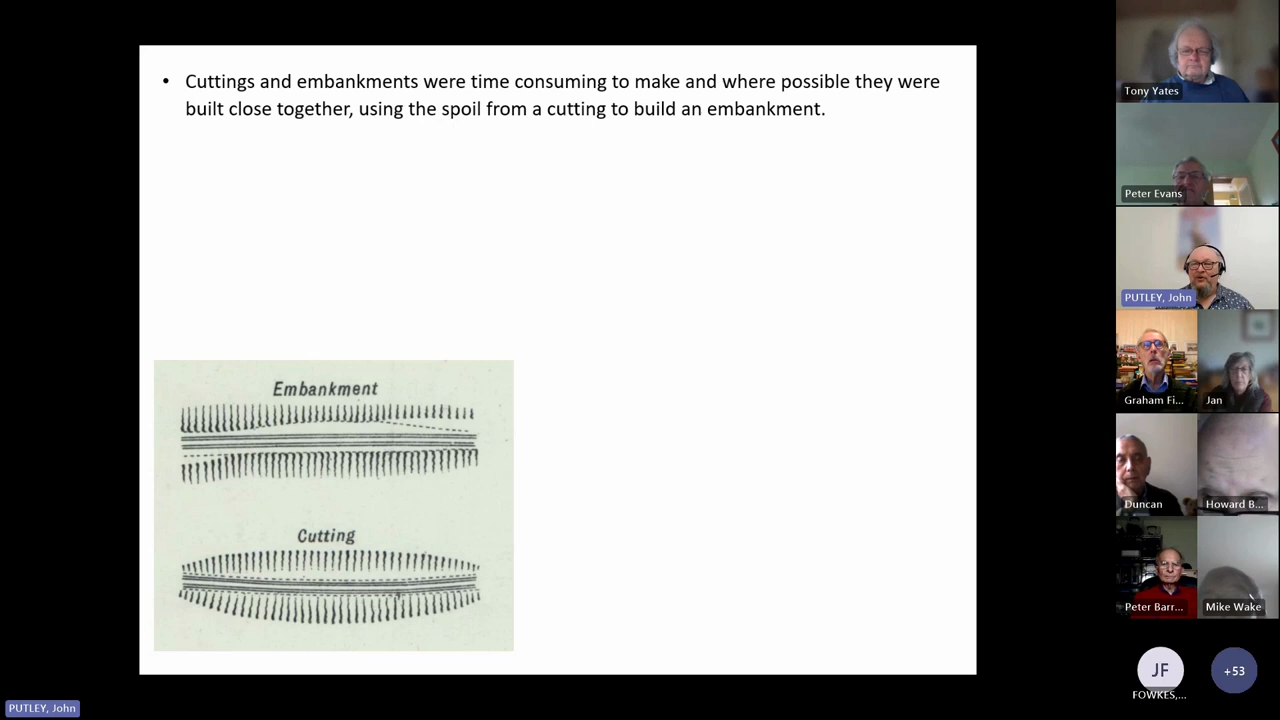 • Cuttings and embankments were time consuming to make and where possible they were
built close together, using the spoil from a cutting to build an embankment.
Embankment
Cutting
Tony Yates
Peter Evans
PUTLEY, John
Graham Fi...
Jan
Duncan
Howard B...
Peter Barr...
Mike Wake
JF
+53
FOWKES,...
PUTLEY, John